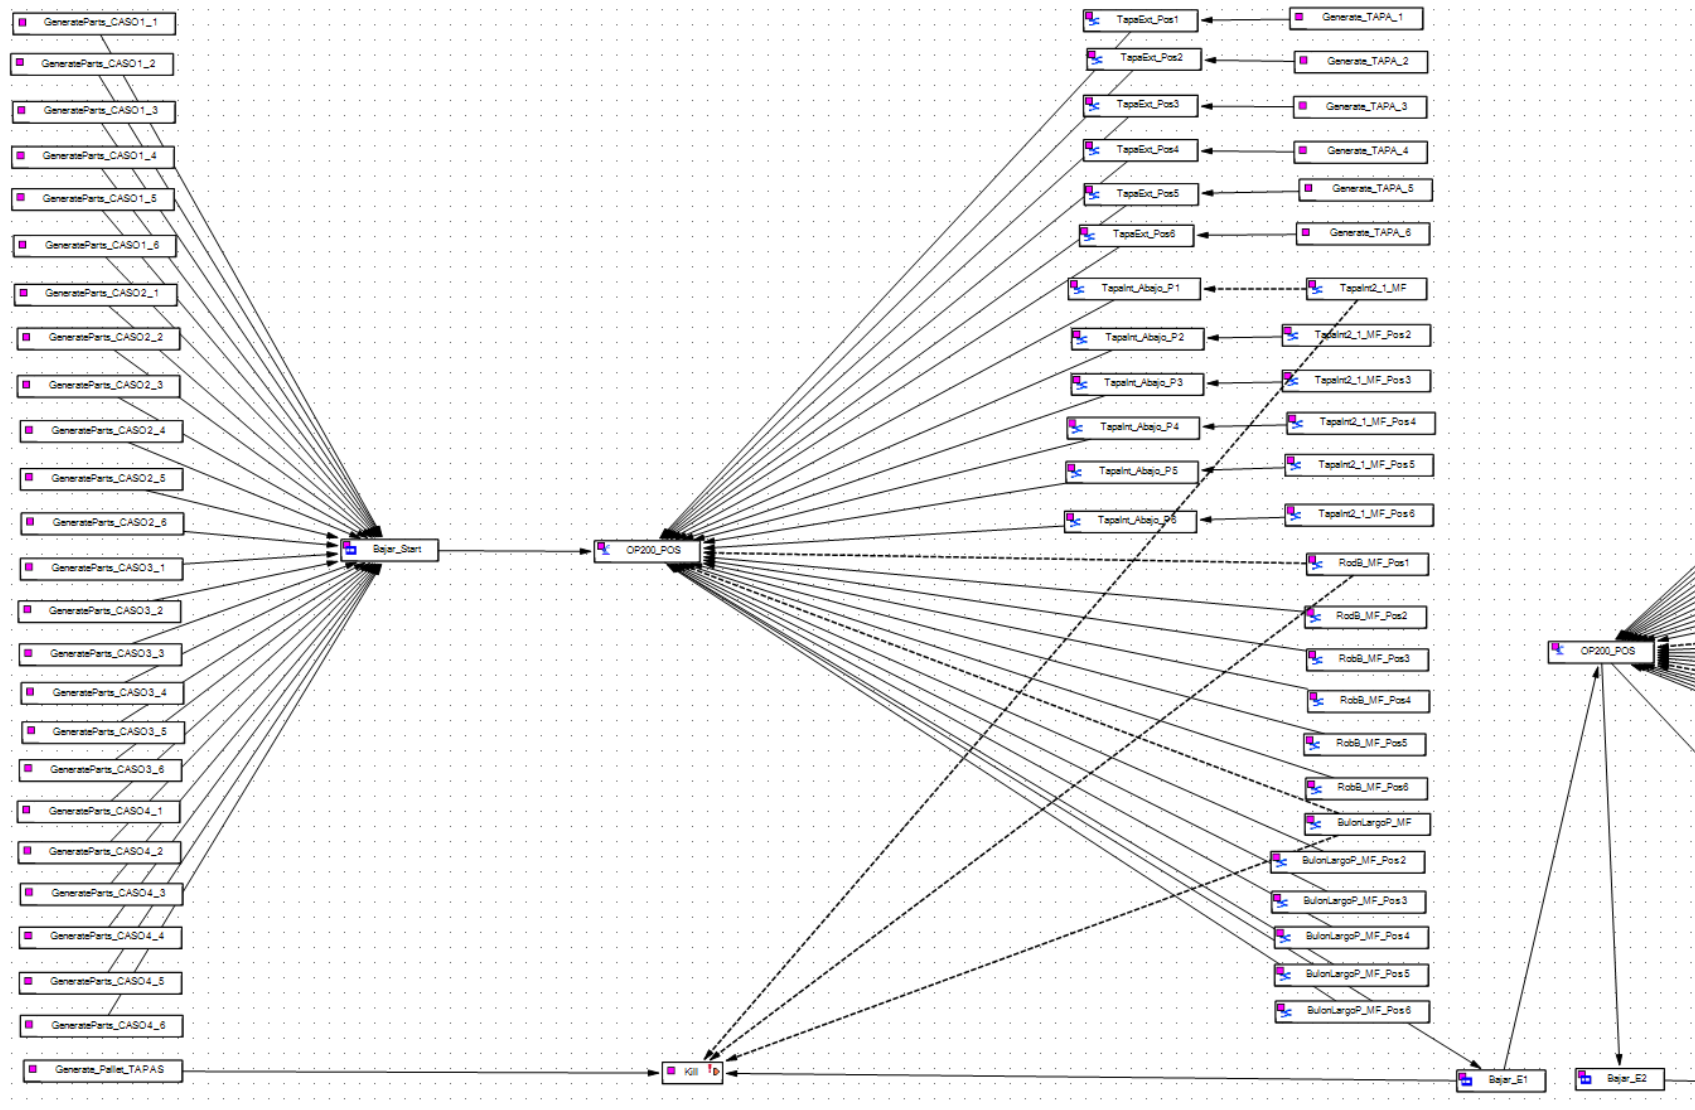 GenerateParts_CASO1_1
GenerateParts_CASO1_2
GenerateParts_CASO1_3
GenerateParts_CASO1_4
GenerateParts_CASO1_5
GenerateParts_CASO1_6
GenerateParts_CASO2_1
GenerateParts_CASO2_2
GenerateParts_CASO2_3
GenerateParts_CASO2_4
GenerateParts_CASO2_5
GenerateParts_CASO2_6
GenerateParts_CASO3_1
GenerateParts_CASO3_2
GenerateParts_CASO3_3
GenerateParts_CASO3_4
GenerateParts_CASO3_5
GenerateParts_CASO3_6
GenerateParts_CASO4_1
GenerateParts_CASO4_2
GenerateParts_CASO4_3
GenerateParts_CASO4_4
GenerateParts_CASO4_5
GenerateParts_CASO4_6
Generate_Pallet_TAPAS
Bajar_Start
OP200_POS
Kill
TapaExt_Pos1
TapaExt_Pos2
TapaExt_Pos3
TapaExt_Pos4
TapaExt_Pos5
TapaExt_Pos6
TapaInt_Abajo_P1
TapaInt_Abajo_P2
TapaInt_Abajo_P3
TapaInt_Abajo_P4
TapaInt_Abajo_P5
TapaInt_Abajo_P6
Generate_TAPA_1
Generate_TAPA_2
Generate_TAPA_3
Generate_TAPA_4
Generate_TAPA_5
Generate_TAPA_6
TapaInt2_1_MF
TapaInt2_1_MF_Pos2
TapaInt2_1_MF_Pos3
TapaInt2_1_MF_Pos4
TapaInt2_1_MF_Pos5
TapaInt2_1_MF_Pos6
RodB_MF_Pos1
RodB_MF_Pos2
RobB_MF_Pos3
RobB_MF_Pos4
RobB_MF_Pos5
RobB_MF_Pos6
BulonLargoP_MF
BulonLargoP_MF_Pos2
BulonLargoP_MF_Pos3
BulonLargoP_MF_Pos4
BulonLargoP_MF_Pos5
BulonLargoP_MF_Pos6
Bajar_E1
OP200_POS
Bajar_E2